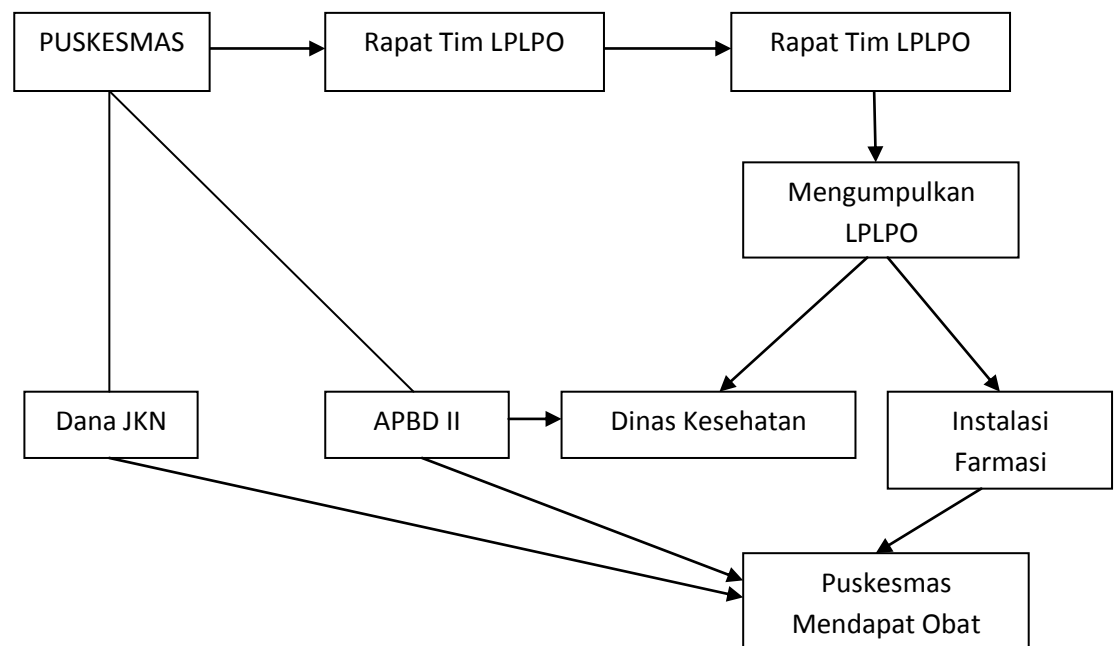 PUSKESMAS
Rapat Tim LPLPO
Rapat Tim LPLPO
Mengumpulkan
LPLPO
Dana JKN
APBD II
Dinas Kesehatan
Instalasi
Farmasi
Puskesmas
Mendapat Obat